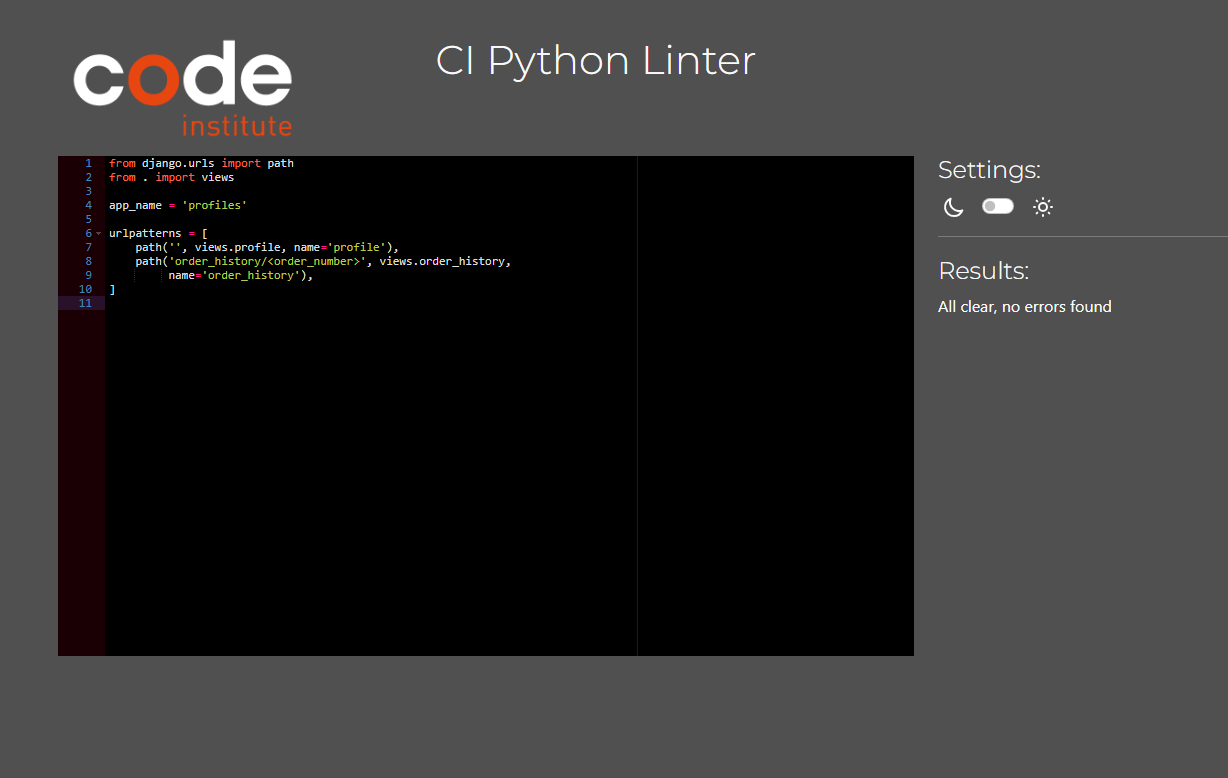 code
institute
CI Python Linter
1 from django.urls import path
2 from . import views
3
4 app_name = 'profiles'
5
6 urlpatterns = [
7     path('', views.profile, name='profile'),
8     path('order_history/<order_number>', views.order_history,
9          name='order_history'),
10 ]
11
Settings:
Results:
All clear, no errors found